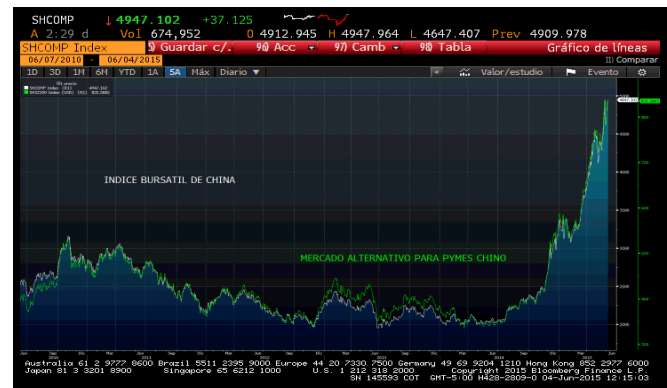 SHCOMP ↓ 4947.102 +37.125
A 2:29 d Vol 674,952 O 4912.945 H 4947.964 L 4647.407 Prev 4909.978
SHCOMP Index 5) Guardar c/. 96) Acc 97) Camb 98) Tabla Gráfico de líneas
06/07/2010 - 06/04/2015 11) Comparar
1D 3D 1M 6M YTD 1A 5A Máx Diario ▼ « Valor/estudio Evento
4947.102
INDICE BURSATIL DE CHINA
MERCADO ALTERNATIVO PARA PYMES CHINO
Australia 61 2 9777 8600 Brazil 5511 2395 9000 Europe 44 20 7330 7500 Germany 49 69 9204 1210 Hong Kong 852 2977 6000
Japan 81 3 3201 8900 Singapore 65 6212 1000 U.S. 1 212 318 2000 Copyright 2015 Bloomberg Finance L.P.
SN 145593 COT GMT-5:00 H428-2809-0 04-Jun-2015 12:15:03